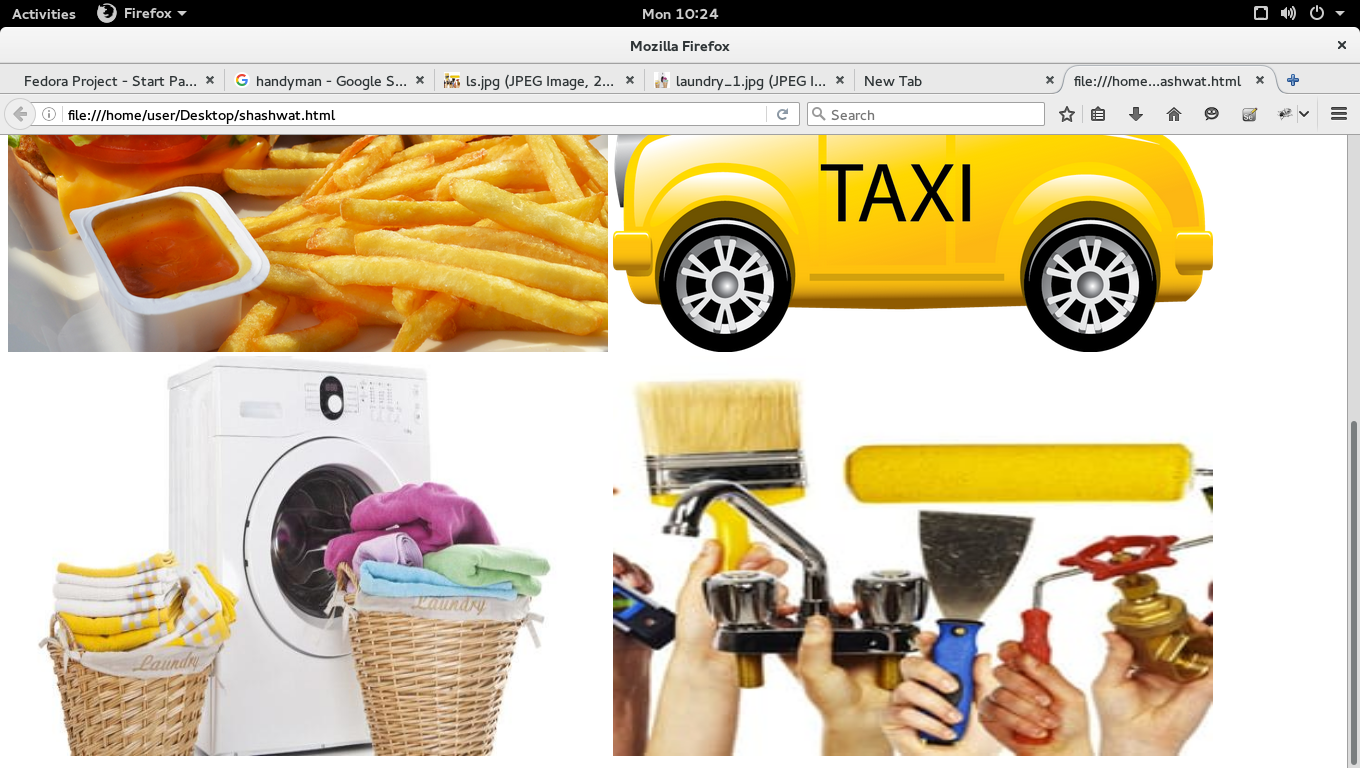 Activities Firefox Mon 10:24
Mozilla Firefox
Fedora Project - Start Pa... handyman - Google S... ls.jpg (JPEG Image, 2... laundry_1.jpg (JPEG I... New Tab file:///home...ashwat.html
file:///home/user/Desktop/shashwat.html Search
TAXI
Laundry
Laundry